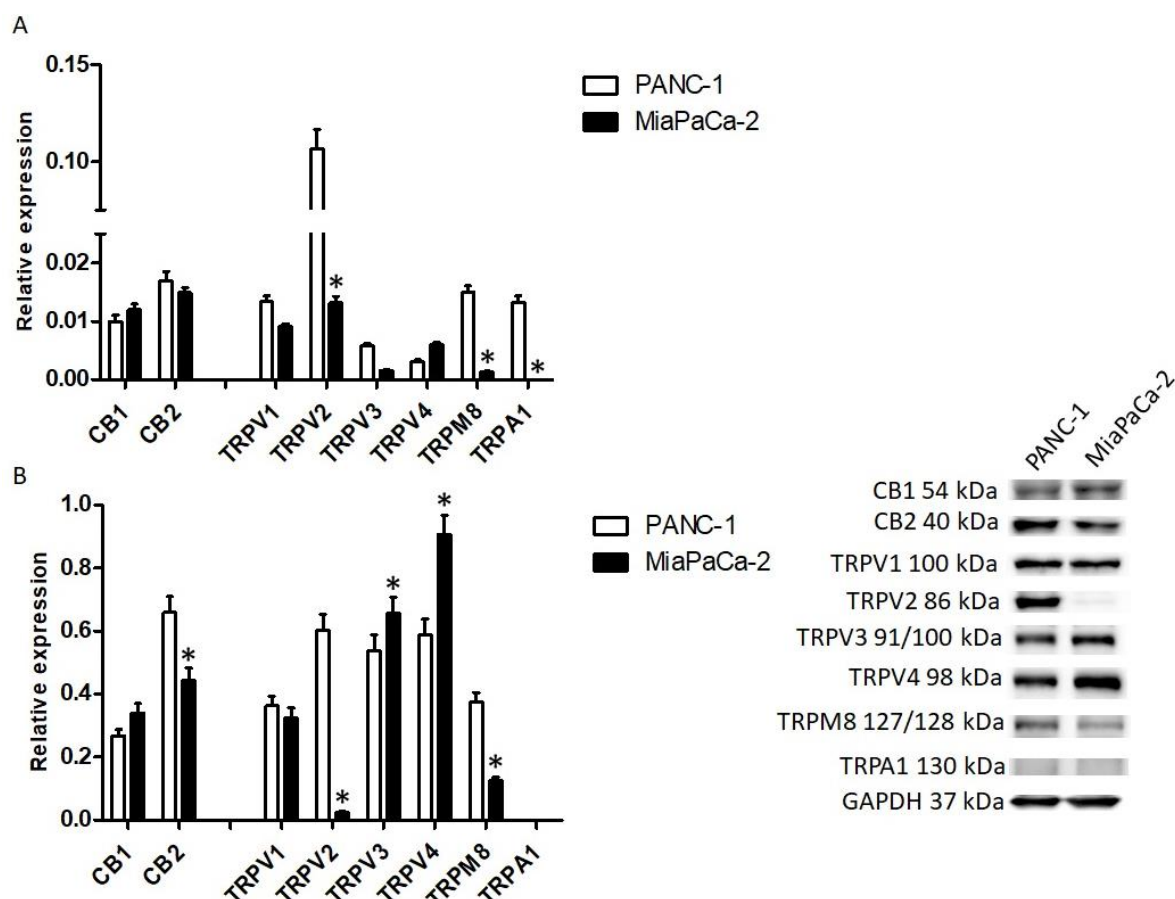 A
Relative expression
0.15
0.10
0.02
0.01
0.00
CB1
CB2
TRPV1
TRPV2
TRPV3
TRPV4
TRPM8
TRPA1
*
*
*
PANC-1
MiaPaCa-2
B
Relative expression
1.0
0.8
0.6
0.4
0.2
0.0
CB1
CB2
TRPV1
TRPV2
TRPV3
TRPV4
TRPM8
TRPA1
*
*
*
*
*
PANC-1
MiaPaCa-2
PANC-1
MiaPaCa-2
CB1 54 kDa
CB2 40 kDa
TRPV1 100 kDa
TRPV2 86 kDa
TRPV3 91/100 kDa
TRPV4 98 kDa
TRPM8 127/128 kDa
TRPA1 130 kDa
GAPDH 37 kDa